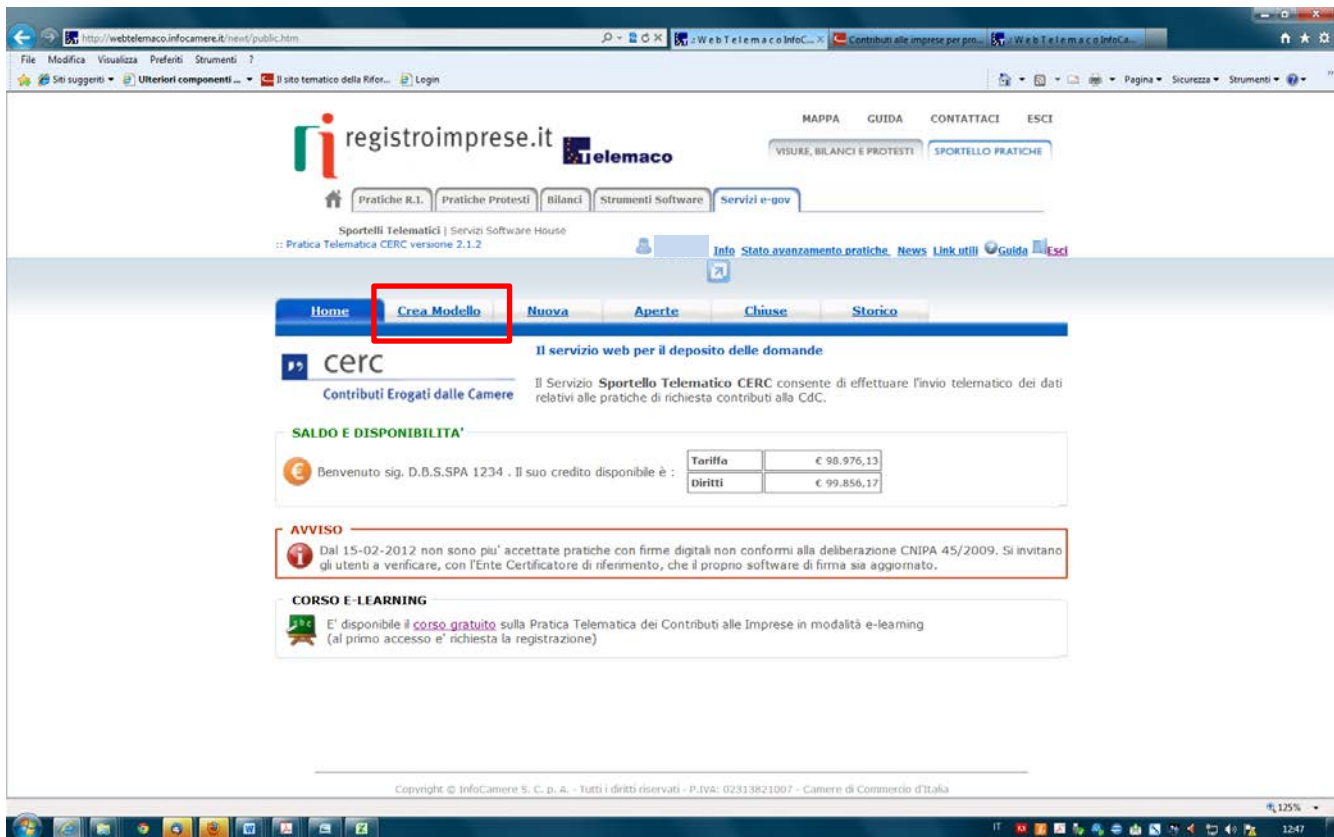 http://webtelemaco.infocamere.it/newt/public.htm
.:WebTelemaco InfoC...
Contributi alle imprese per pro...
.:WebTelemaco InfoCa...
File Modifica Visualizza Preferiti Strumenti ?
Siti suggeriti Ulteriori componenti ... Il sito tematico della Rifor... Login
Pagina Sicurezza Strumenti
MAPPA GUIDA CONTATTACI ESCI
registroimprese.it
Telemaco
VISURE, BILANCI E PROTESTI SPORTELLO PRATICHE
Pratiche R.I. Pratiche Protesti Bilanci Strumenti Software Servizi e-gov
Sportelli Telematici | Servizi Software House
:: Pratica Telematica CERC versione 2.1.2
Info Stato avanzamento pratiche News Link utili Guida Esci
Home Crea Modello Nuova Aperte Chiuse Storico
cerc
Contributi Erogati dalle Camere
Il servizio web per il deposito delle domande
Il Servizio Sportello Telematico CERC consente di effettuare l'invio telematico dei dati
relativi alle pratiche di richiesta contributi alla CdC.
SALDO E DISPONIBILITA'
Benvenuto sig. D.B.S.SPA 1234 . Il suo credito disponibile è :
Tariffa € 98.976,13
Diritti € 99.856,17
AVVISO
Dal 15-02-2012 non sono piu' accettate pratiche con firme digitali non conformi alla deliberazione CNIPA 45/2009. Si invitano
gli utenti a verificare, con l'Ente Certificatore di riferimento, che il proprio software di firma sia aggiornato.
CORSO E-LEARNING
E' disponibile il corso gratuito sulla Pratica Telematica dei Contributi alle Imprese in modalità e-learning
(al primo accesso e' richiesta la registrazione)
Copyright © InfoCamere S. C. p. A. - Tutti i diritti riservati - P.IVA: 02313821007 - Camere di Commercio d'Italia
125%
IT
12:47